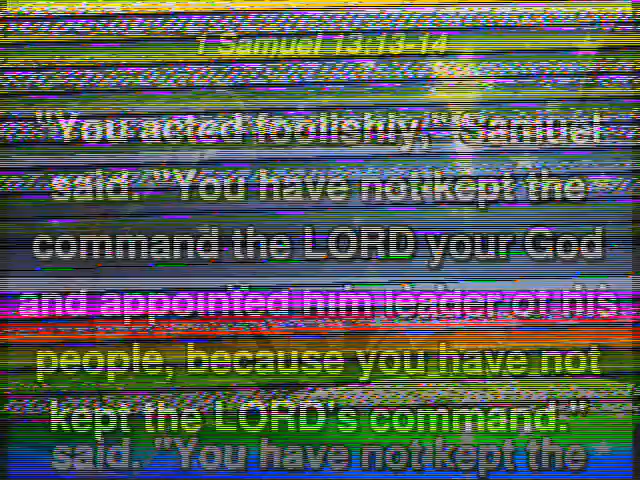 1 Samuel 13:13-14
"You acted foolishly," Samuel
said. "You have not kept the
command the LORD your God
and appointed him leader of his
people, because you have not
kept the LORD's command."
said. "You have not kept the